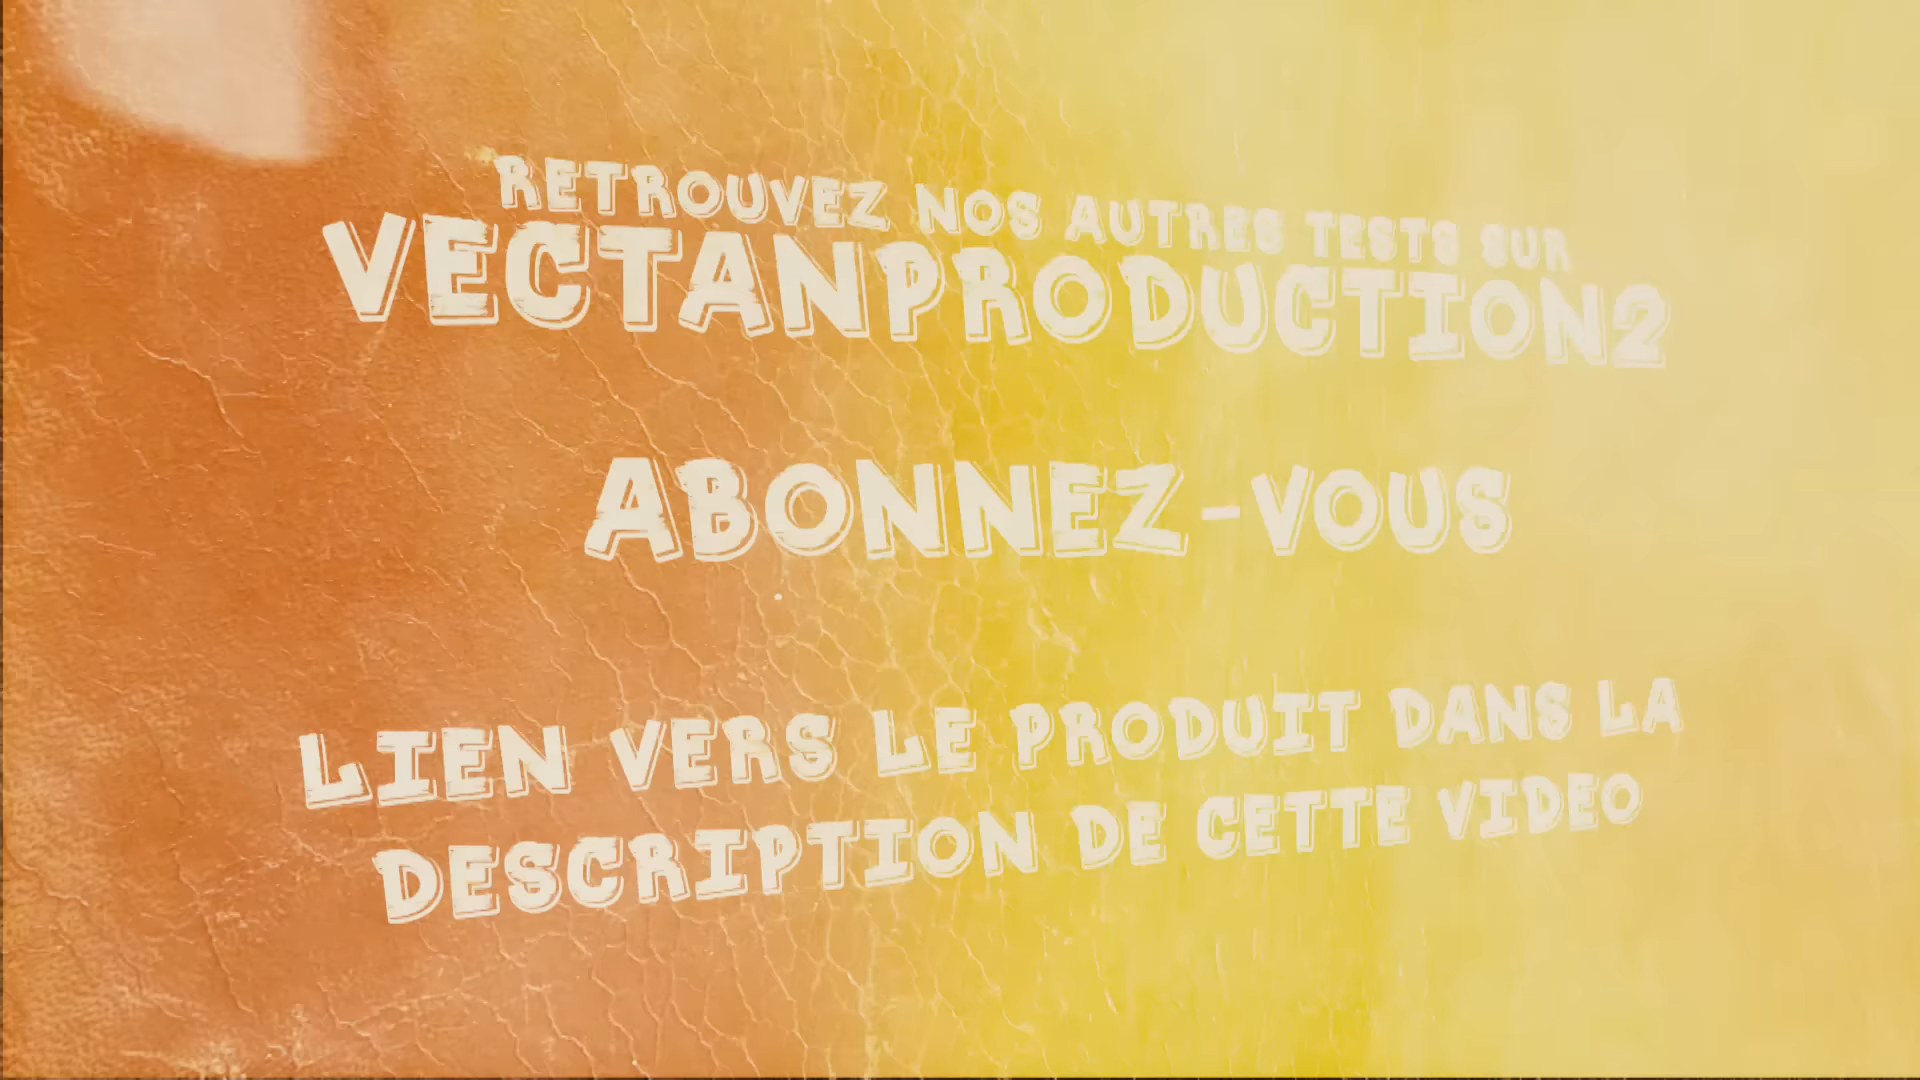 RETROUVEZ NOS AUTRES TESTS SUR
VECTANPRODUCTION2
ABONNEZ-VOUS
LIEN VERS LE PRODUIT DANS LA
DESCRIPTION DE CETTE VIDEO